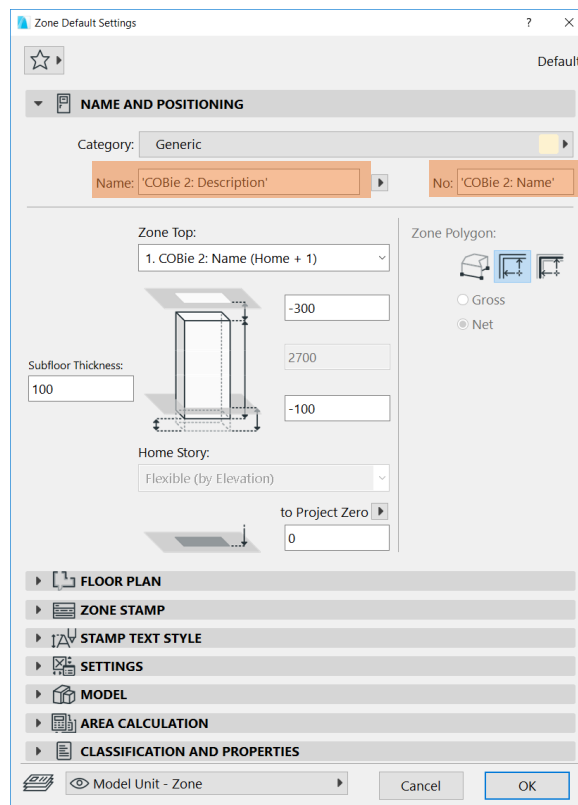 Zone Default Settings ?
Default
NAME AND POSITIONING
Category: Generic
Name: 'COBie 2: Description' No: 'COBie 2: Name'
Zone Top: Zone Polygon:
1. COBie 2: Name (Home + 1)
Gross
-300
Net
2700
Subfloor Thickness:
100
-100
Home Story:
Flexible (by Elevation)
to Project Zero
0
FLOOR PLAN
ZONE STAMP
STAMP TEXT STYLE
SETTINGS
MODEL
AREA CALCULATION
CLASSIFICATION AND PROPERTIES
Model Unit - Zone Cancel OK